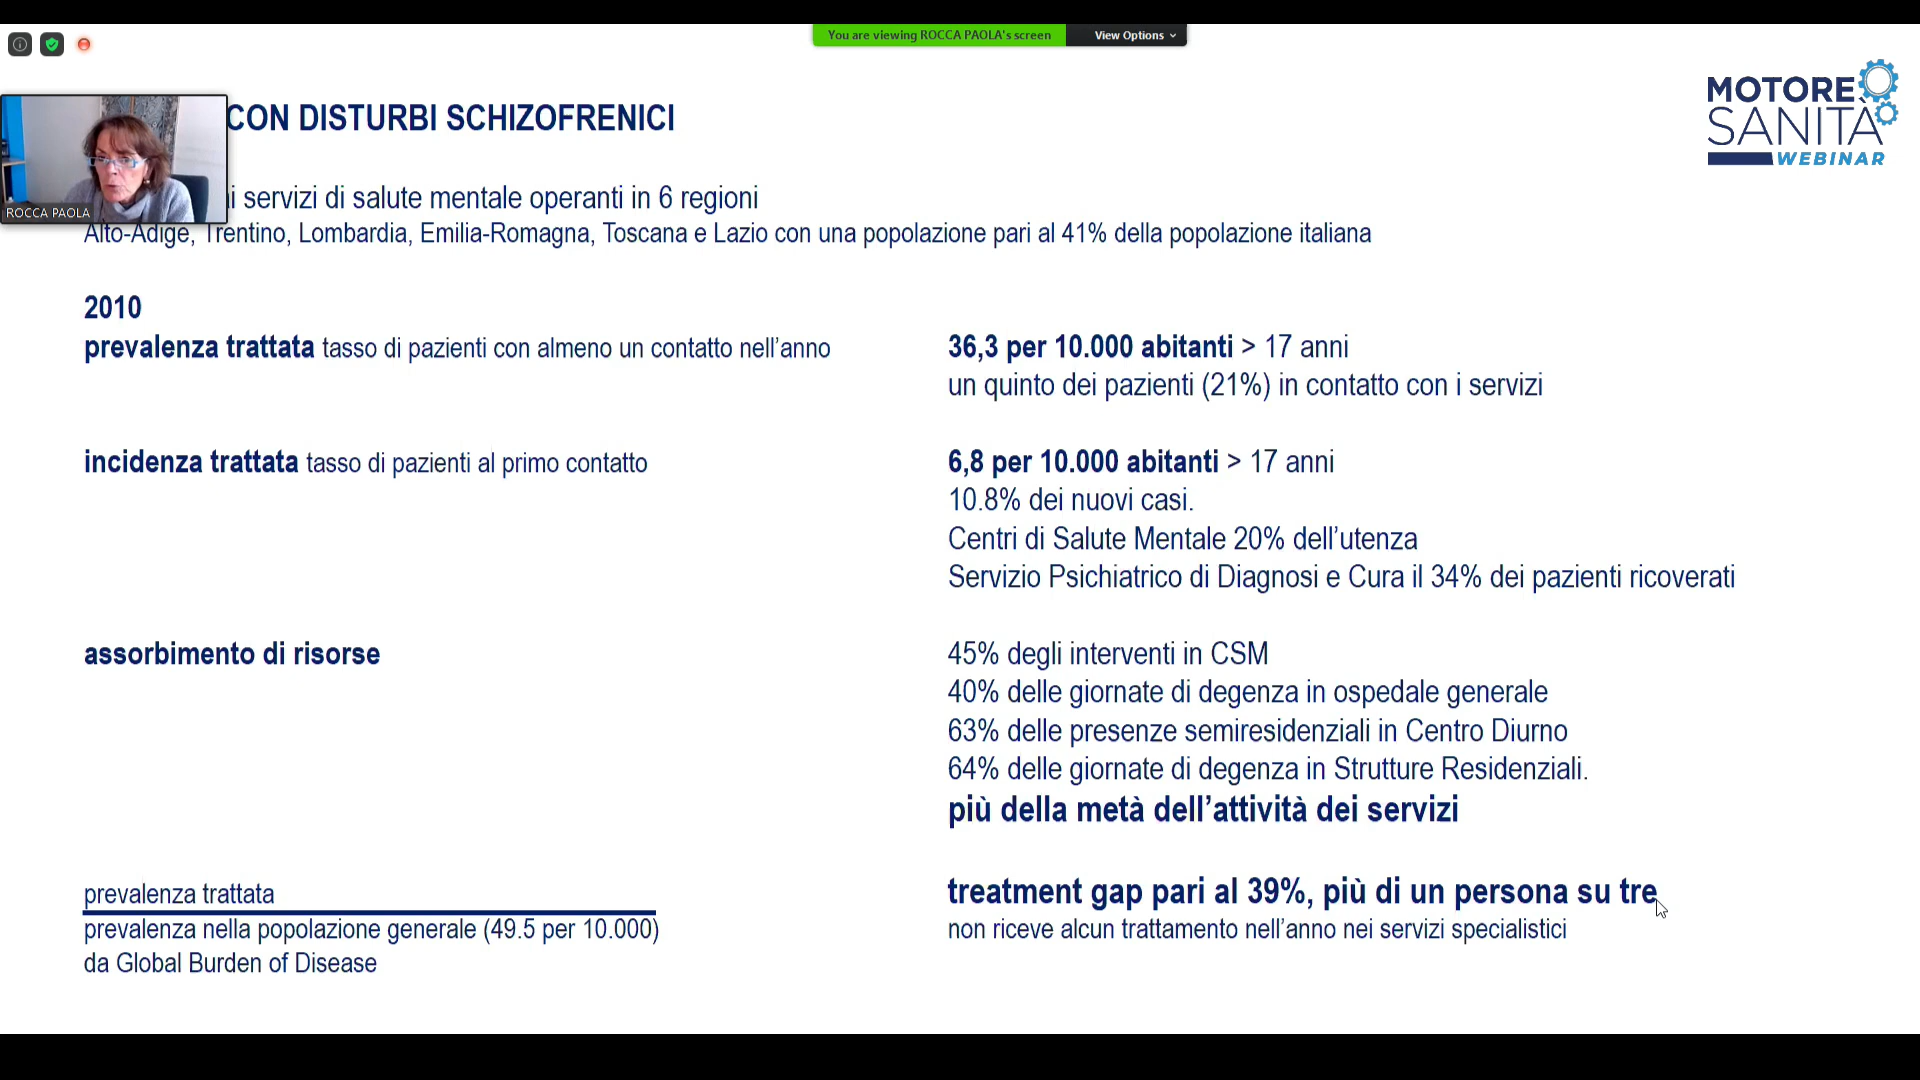 You are viewing ROCCA PAOLA's screen
View Options
MOTORE
SANITÀ
WEBINAR
CON DISTURBI SCHIZOFRENICI
ROCCA PAOLA
servizi di salute mentale operanti in 6 regioni
Alto-Adige, Trentino, Lombardia, Emilia-Romagna, Toscana e Lazio con una popolazione pari al 41% della popolazione italiana
2010
prevalenza trattata tasso di pazienti con almeno un contatto nell’anno
36,3 per 10.000 abitanti > 17 anni
un quinto dei pazienti (21%) in contatto con i servizi
incidenza trattata tasso di pazienti al primo contatto
6,8 per 10.000 abitanti > 17 anni
10.8% dei nuovi casi.
Centri di Salute Mentale 20% dell’utenza
Servizio Psichiatrico di Diagnosi e Cura il 34% dei pazienti ricoverati
assorbimento di risorse
45% degli interventi in CSM
40% delle giornate di degenza in ospedale generale
63% delle presenze semiresidenziali in Centro Diurno
64% delle giornate di degenza in Strutture Residenziali.
più della metà dell’attività dei servizi
prevalenza trattata
prevalenza nella popolazione generale (49.5 per 10.000)
da Global Burden of Disease
treatment gap pari al 39%, più di un persona su tre
non riceve alcun trattamento nell’anno nei servizi specialistici